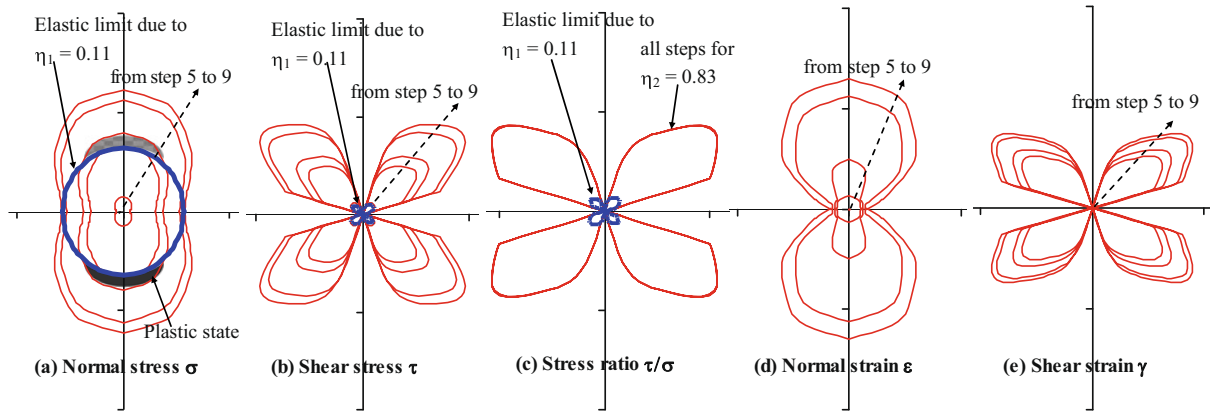 Elastic limit due to
η₁ = 0.11
from step 5 to 9
Plastic state
(a) Normal stress σ
Elastic limit due to
η₁ = 0.11
from step 5 to 9
(b) Shear stress τ
Elastic limit due to
η₁ = 0.11
all steps for
η₂ = 0.83
(c) Stress ratio τ/σ
from step 5 to 9
(d) Normal strain ε
from step 5 to 9
(e) Shear strain γ